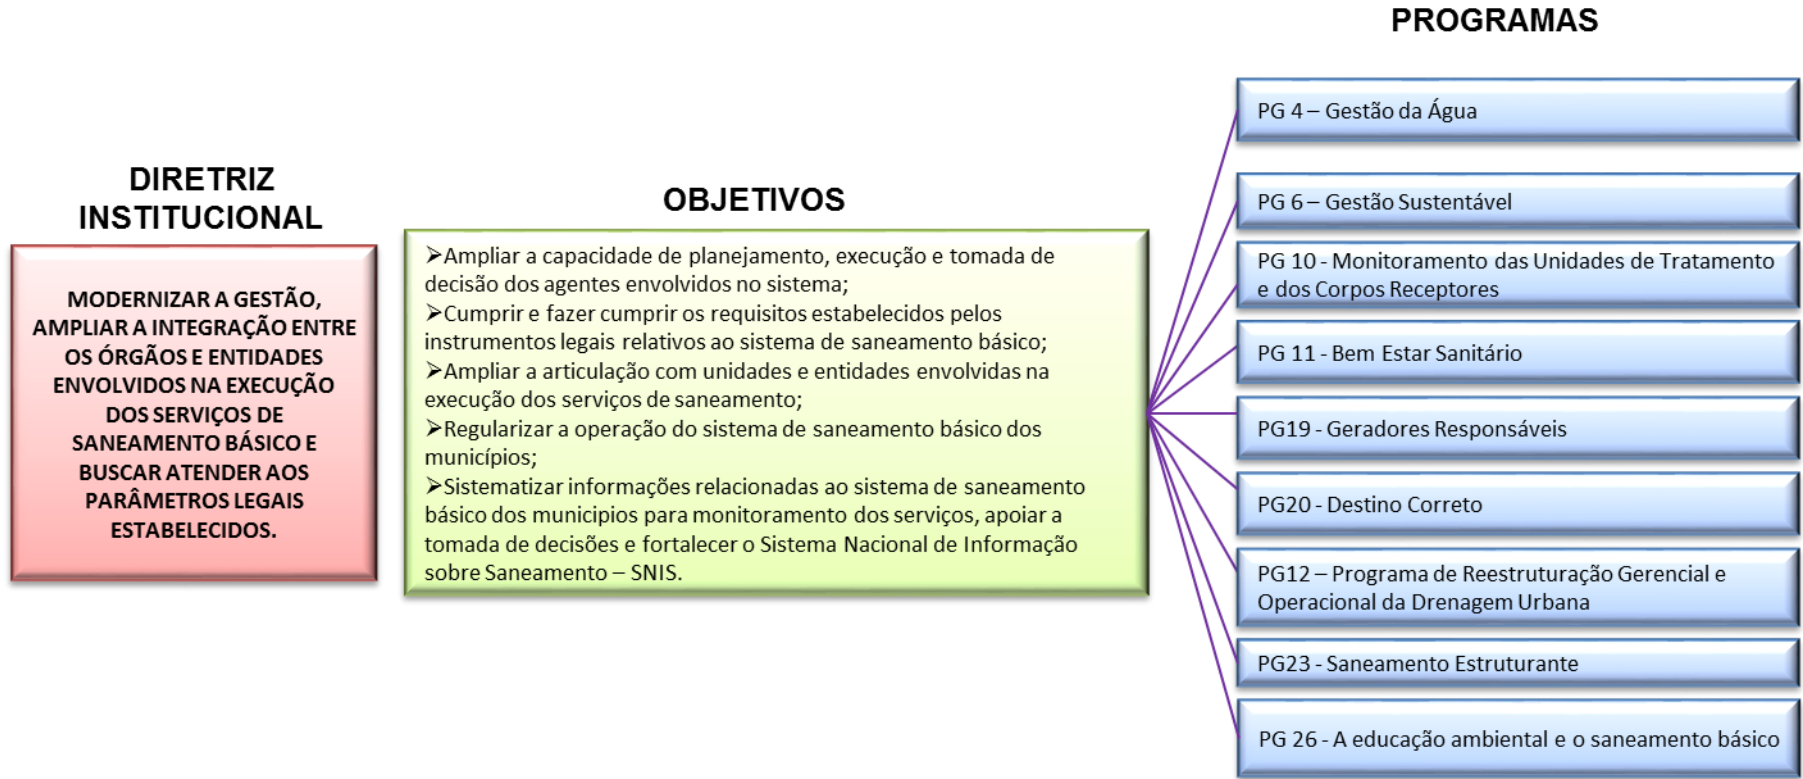 DIRETRIZ
INSTITUCIONAL
MODERNIZAR A GESTÃO,
AMPLIAR A INTEGRAÇÃO ENTRE
OS ÓRGÃOS E ENTIDADES
ENVOLVIDOS NA EXECUÇÃO
DOS SERVIÇOS DE
SANEAMENTO BÁSICO E
BUSCAR ATENDER AOS
PARÂMETROS LEGAIS
ESTABELECIDOS.
OBJETIVOS
➢Ampliar a capacidade de planejamento, execução e tomada de
decisão dos agentes envolvidos no sistema;
➢Cumprir e fazer cumprir os requisitos estabelecidos pelos
instrumentos legais relativos ao sistema de saneamento básico;
➢Ampliar a articulação com unidades e entidades envolvidas na
execução dos serviços de saneamento;
➢Regularizar a operação do sistema de saneamento básico dos
municípios;
➢Sistematizar informações relacionadas ao sistema de saneamento
básico dos municipios para monitoramento dos serviços, apoiar a
tomada de decisões e fortalecer o Sistema Nacional de Informação
sobre Saneamento – SNIS.
PROGRAMAS
PG 4 – Gestão da Água
PG 6 – Gestão Sustentável
PG 10 - Monitoramento das Unidades de Tratamento
e dos Corpos Receptores
PG 11 - Bem Estar Sanitário
PG19 - Geradores Responsáveis
PG20 - Destino Correto
PG12 – Programa de Reestruturação Gerencial e
Operacional da Drenagem Urbana
PG23 - Saneamento Estruturante
PG 26 - A educação ambiental e o saneamento básico